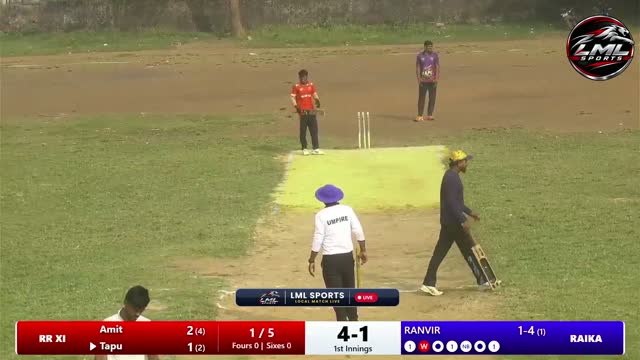 LML
SPORTS
UMPIRE
LML SPORTS
LOCAL MATCH LIVE
LIVE
RR XI
Amit 2 (4)
▶ Tapu 1 (2)
1 / 5
Fours 0 | Sixes 0
4-1
1st Innings
RANVIR 1-4 (1)
1 W 0 1 NB 0 1
RAIKA